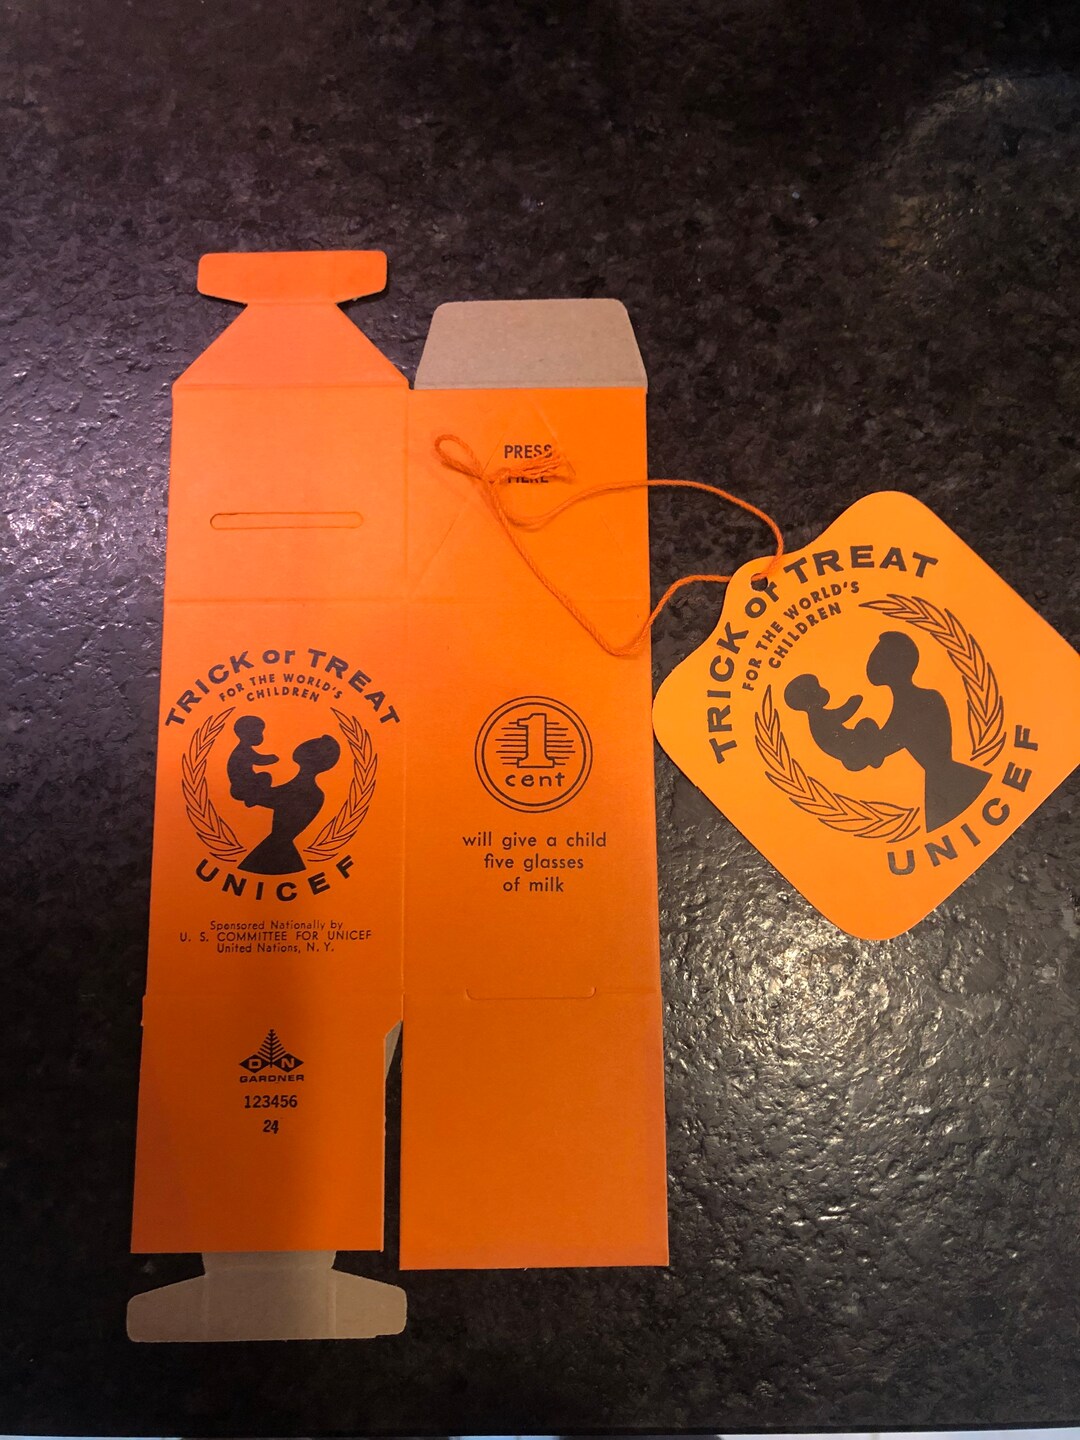 PRESS
HERE
TRICK or TREAT
FOR THE WORLD'S
CHILDREN
UNICEF
Sponsored Nationally by
U. S. COMMITTEE FOR UNICEF
United Nations, N. Y.
D N
GARDNER
123456
24
1
cent
will give a child
five glasses
of milk
TRICK or TREAT
FOR THE WORLD'S
CHILDREN
UNICEF